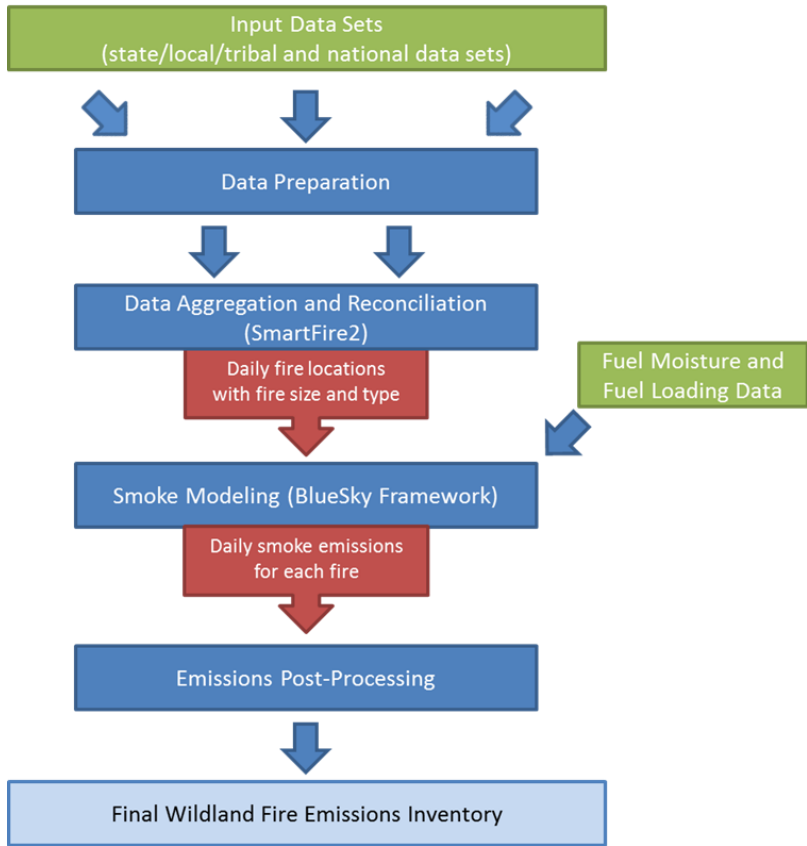 Input Data Sets
(state/local/tribal and national data sets)
Data Preparation
Data Aggregation and Reconciliation
(SmartFire2)
Daily fire locations
with fire size and type
Fuel Moisture and
Fuel Loading Data
Smoke Modeling (BlueSky Framework)
Daily smoke emissions
for each fire
Emissions Post-Processing
Final Wildland Fire Emissions Inventory